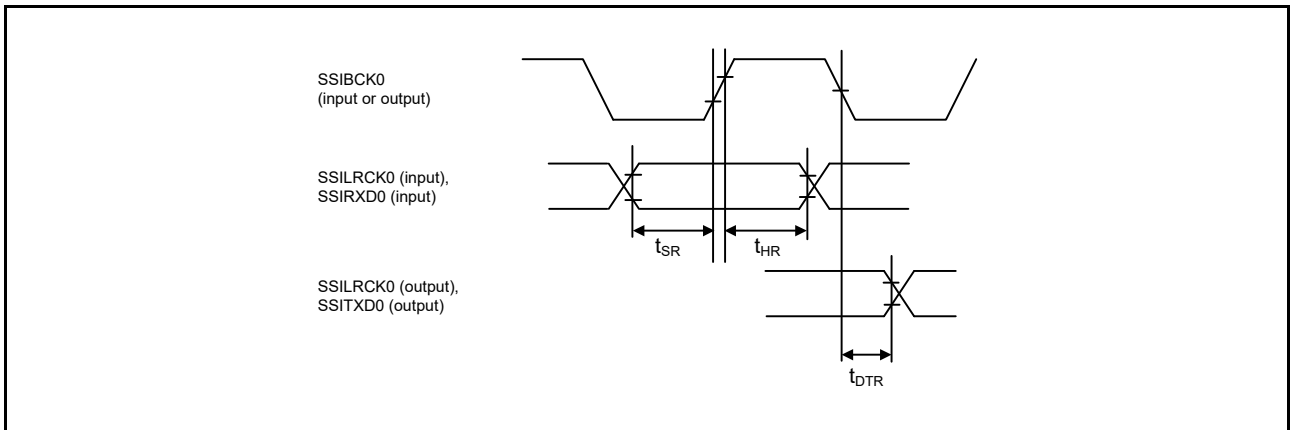 SSIBCK0
(input or output)
SSILRCK0 (input),
SSIRXD0 (input)
tSR
tHR
SSILRCK0 (output),
SSITXD0 (output)
tDTR